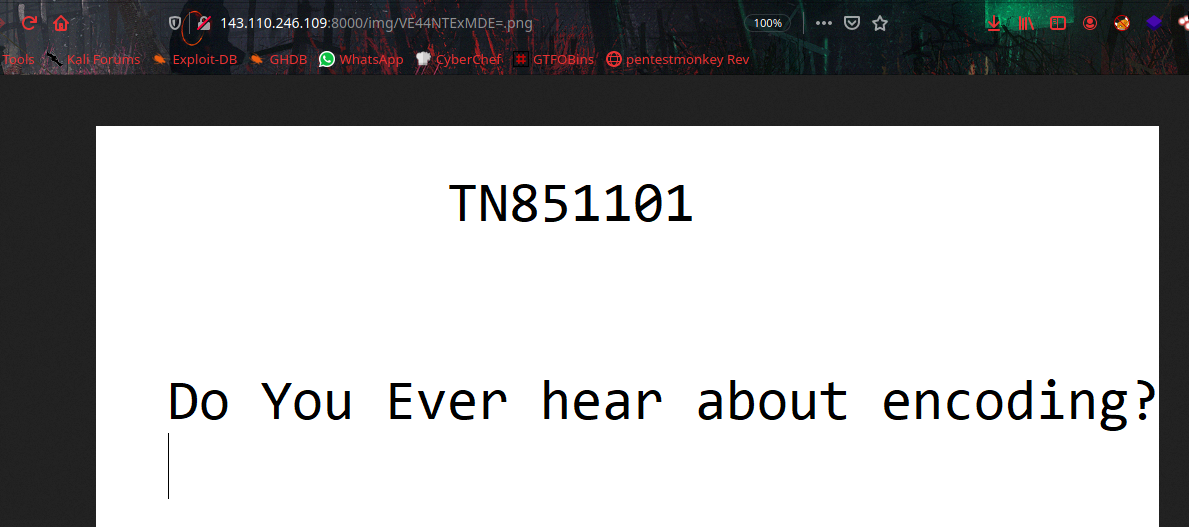 143.110.246.109:8000/img/VE44NTExMDE=.png
100%
Tools Kali Forums Exploit-DB GHDB WhatsApp CyberChef GTFOBins pentestmonkey Rev
TN851101
Do You Ever hear about encoding?